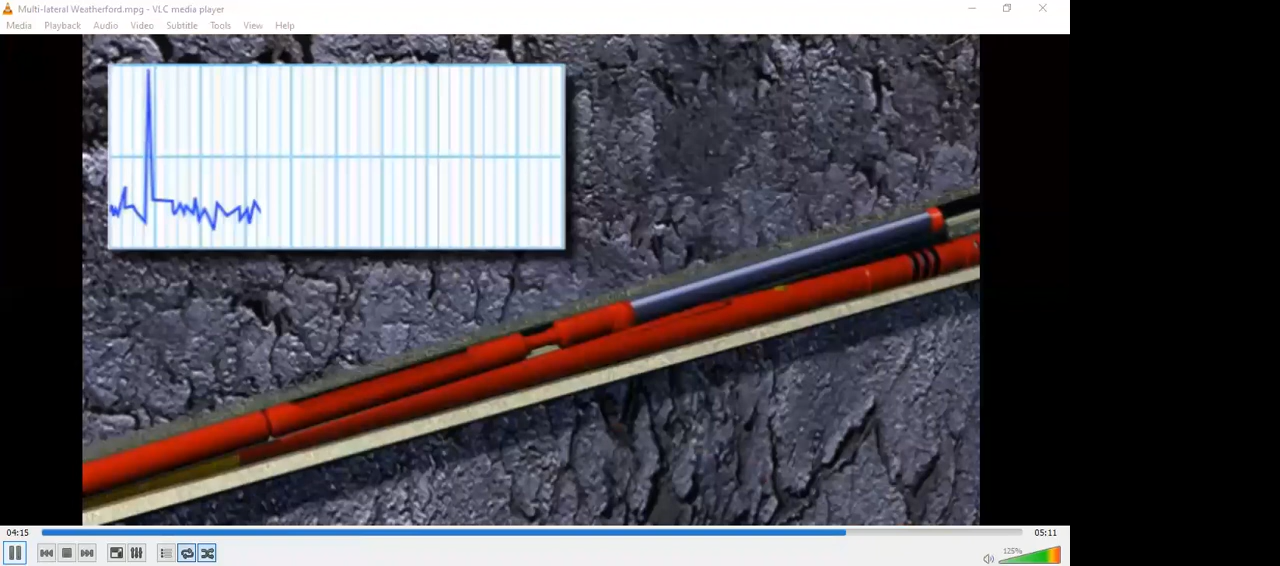 Multi-lateral Weatherford.mpg - VLC media player
Media Playback Audio Video Subtitle Tools View Help
04:15 05:11
125%